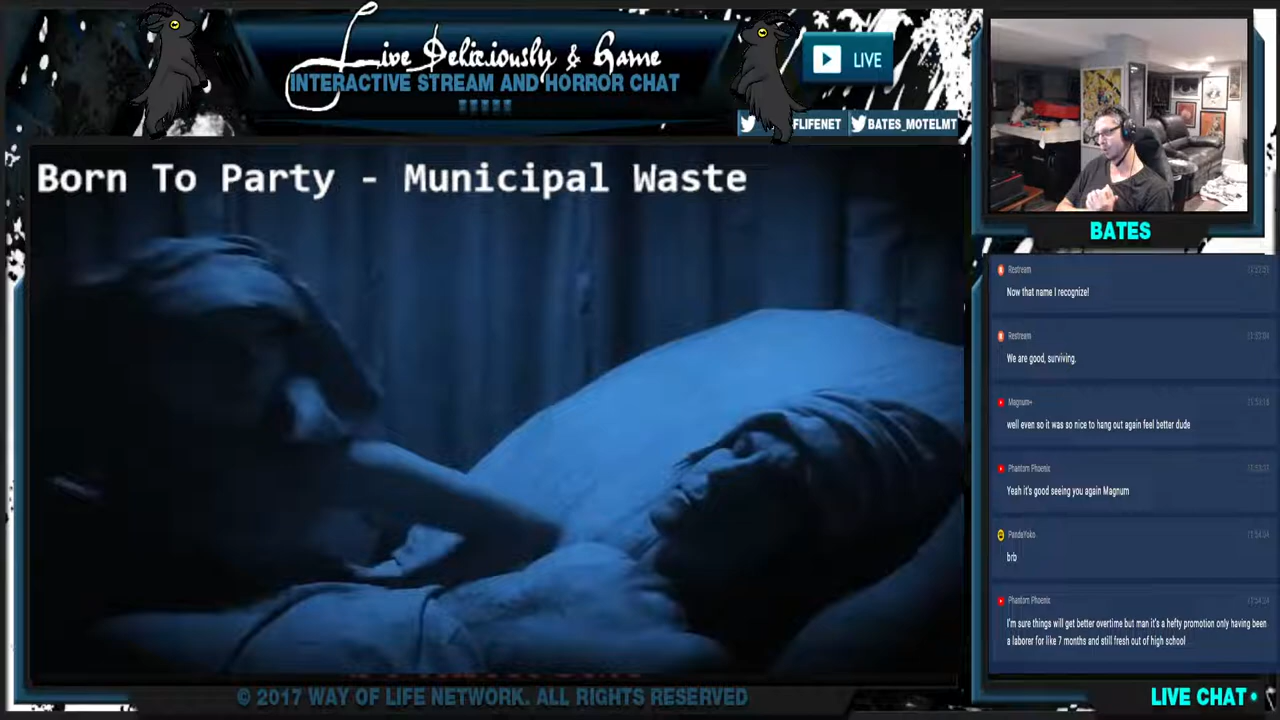 Live Deliciously & Game
INTERACTIVE STREAM AND HORROR CHAT
LIVE
FLIFENET
BATES_MOTELMT
Born To Party - Municipal Waste
BATES
Restream
Now that name I recognize!
Restream
We are good, surviving.
Magnum+
well even so it was so nice to hang out again feel better dude
Phantom Phoenix
Yeah it's good seeing you again Magnum
PandaYoko
brb
Phantom Phoenix
I'm sure things will get better overtime but man it's a hefty promotion only having been
a laborer for like 7 months and still fresh out of high school
© 2017 WAY OF LIFE NETWORK. ALL RIGHTS RESERVED
LIVE CHAT